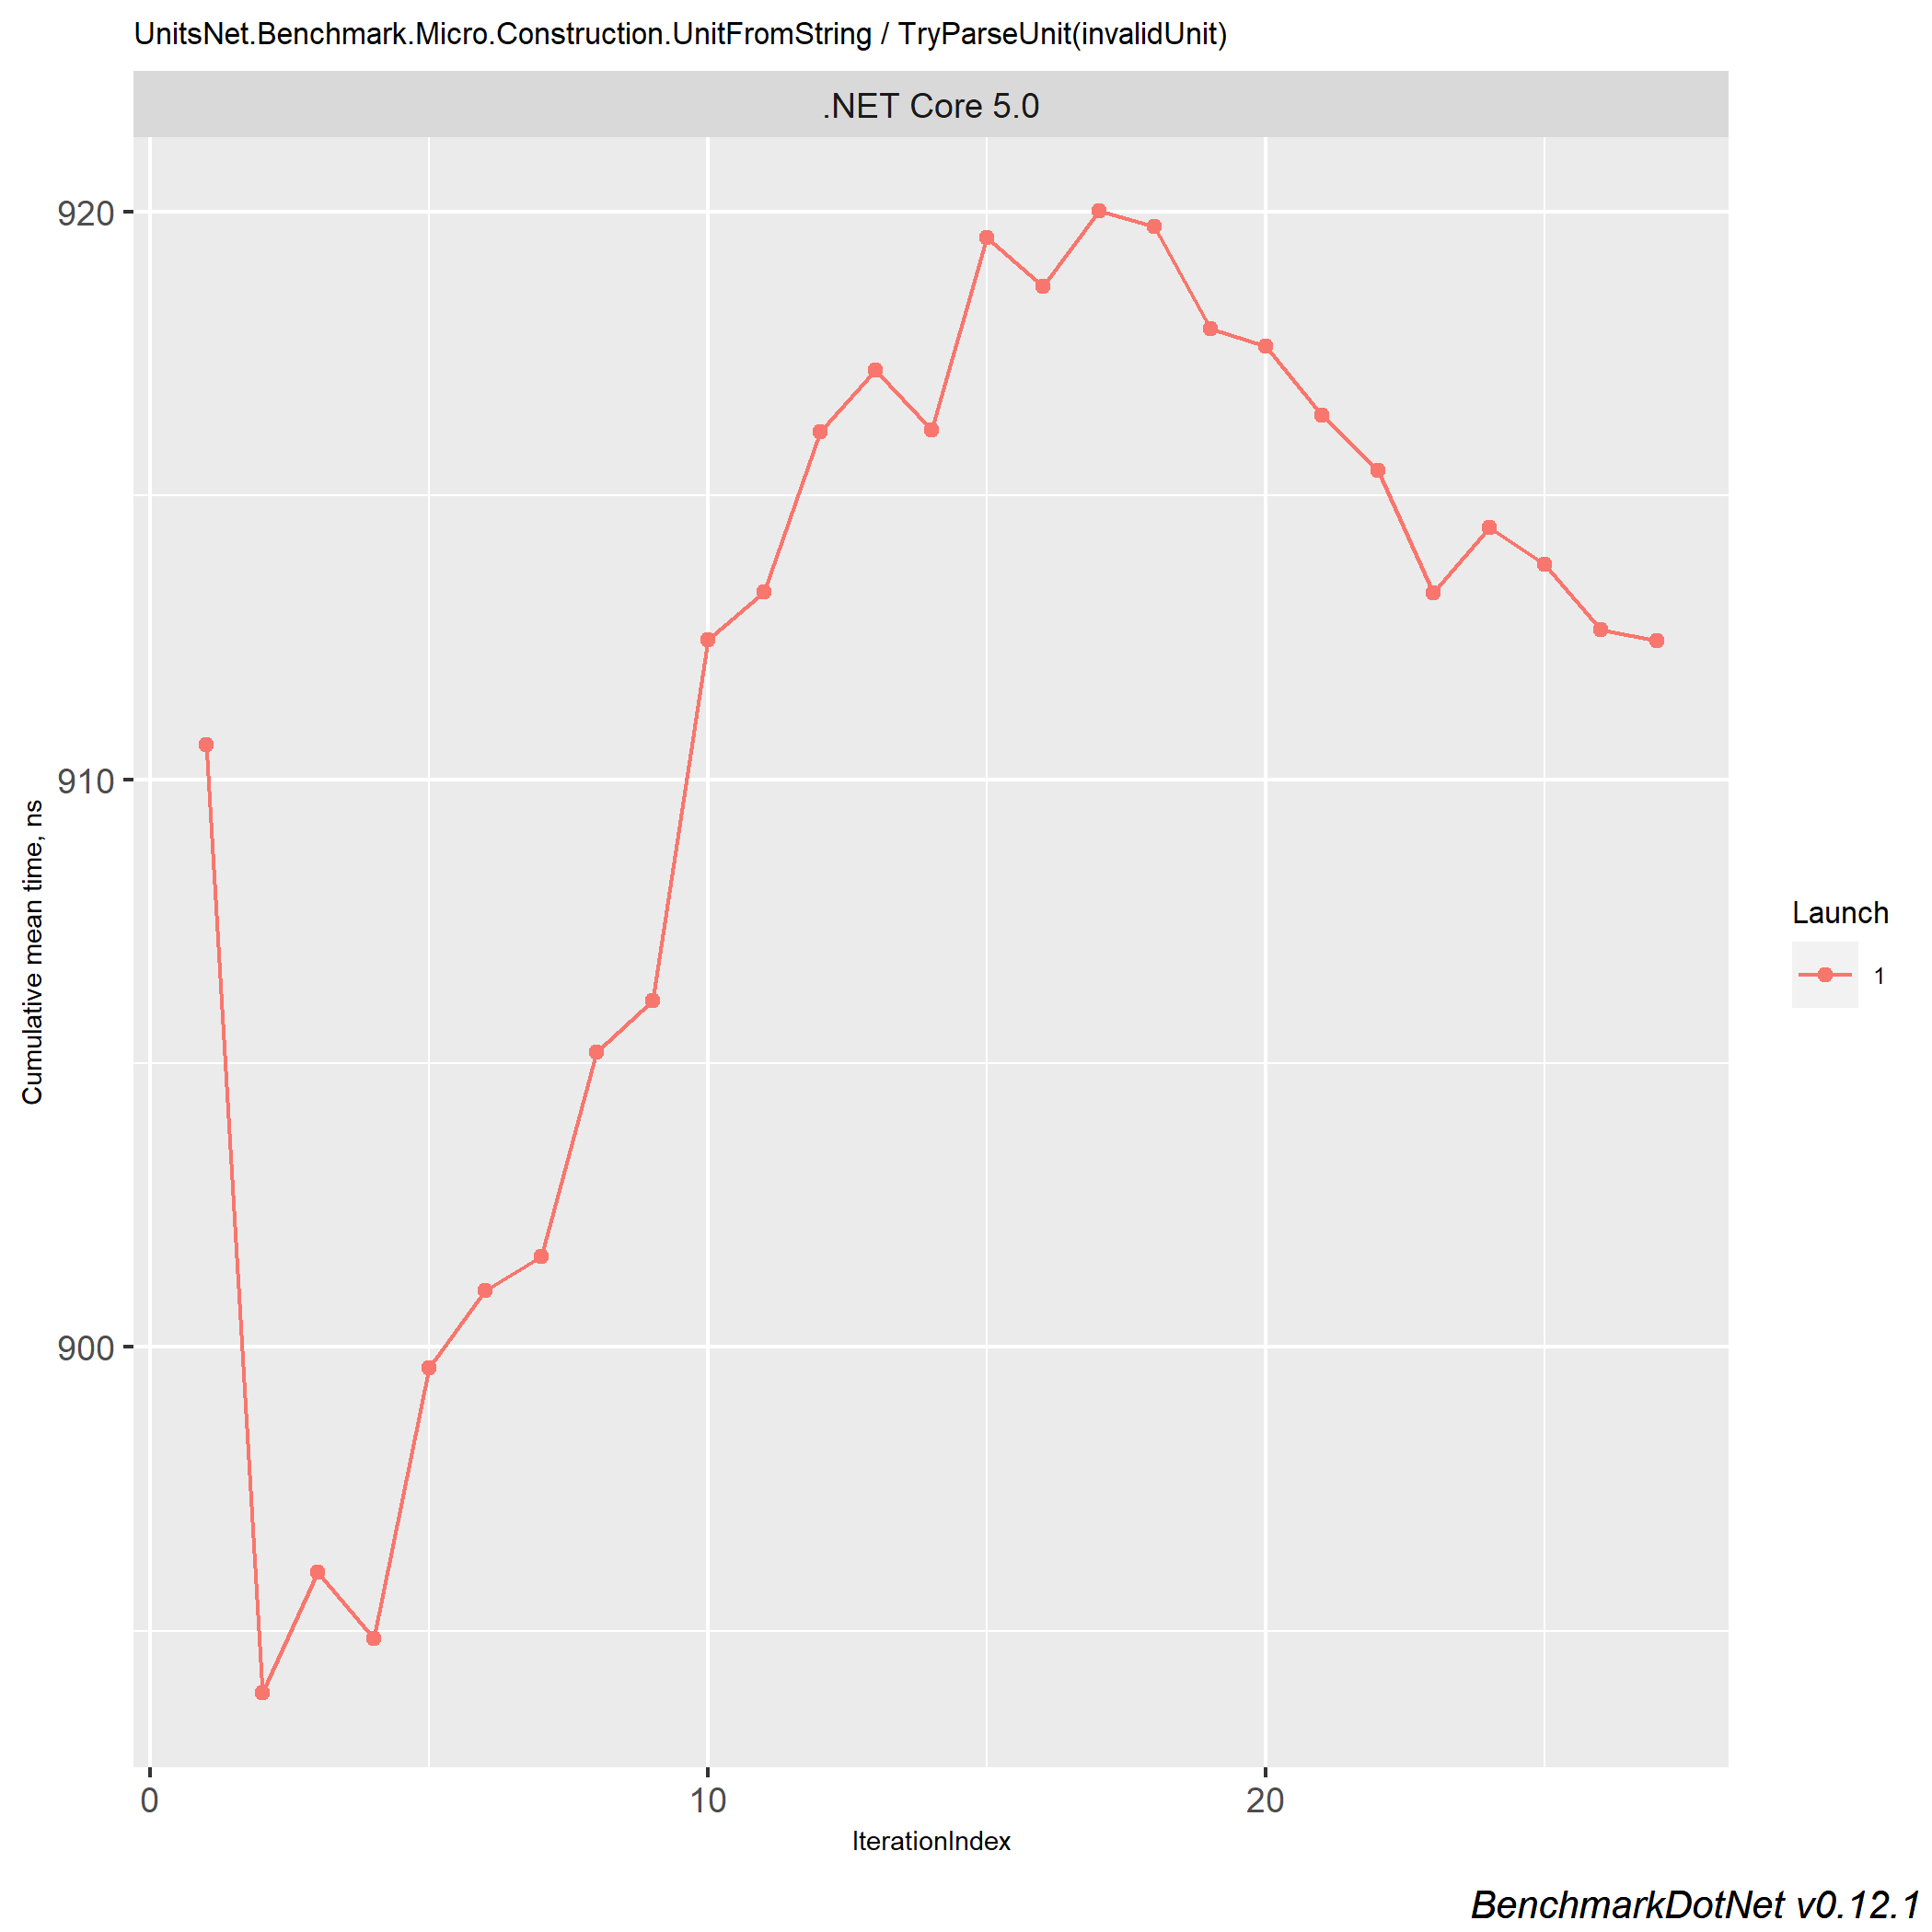 UnitsNet.Benchmark.Micro.Construction.UnitFromString / TryParseUnit(invalidUnit)
.NET Core 5.0
920
910
900
Cumulative mean time, ns
0
10
20
IterationIndex
Launch
1
BenchmarkDotNet v0.12.1